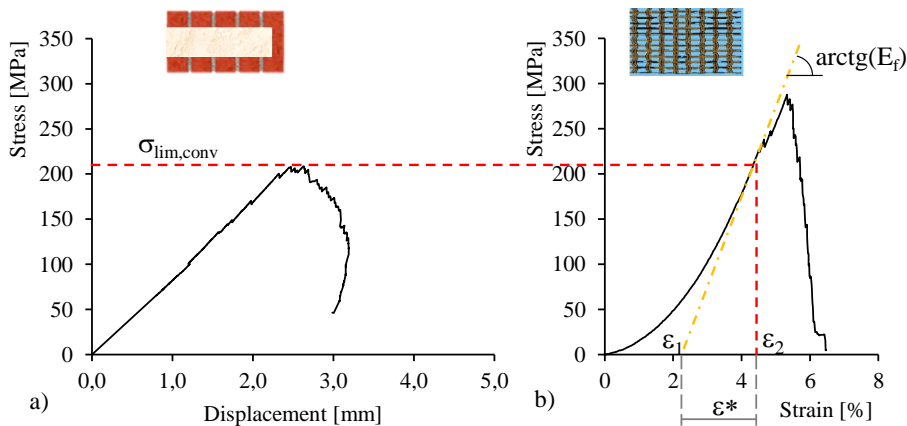 Stress [MPa]
350
300
250
200
150
100
50
0
σlim,conv
0,0
1,0
2,0
3,0
4,0
5,0
a)
Displacement [mm]
Stress [MPa]
350
300
250
200
150
100
50
0
arctg(Ef)
ε1
ε2
0
2
4
6
8
b)
ε*
Strain [%]